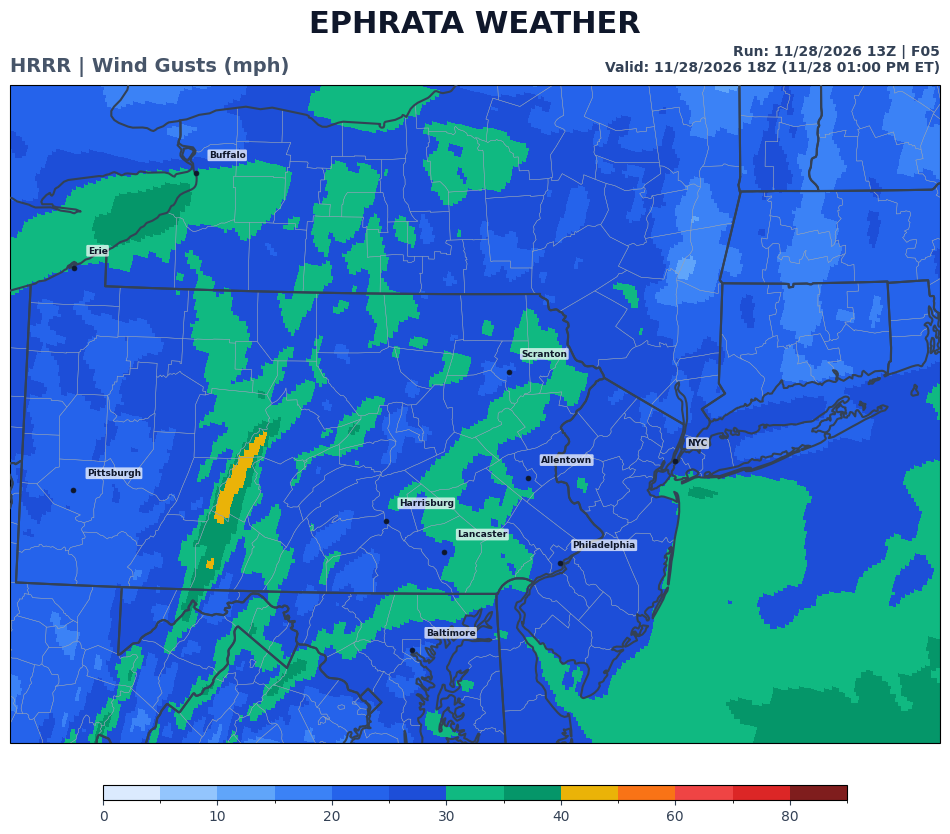 EPHRATA WEATHER
HRRR | Wind Gusts (mph)
Run: 11/28/2026 13Z | F05
Valid: 11/28/2026 18Z (11/28 01:00 PM ET)
Buffalo
Erie
Scranton
NYC
Allentown
Pittsburgh
Harrisburg
Lancaster
Philadelphia
Baltimore
0 10 20 30 40 50 60 70 80